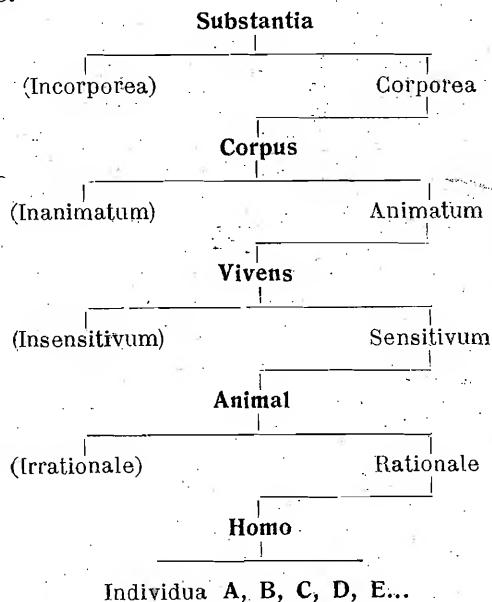 Substantia
(Incorporea) Corporea
Corpus
(Inanimatum) Animatum
Vivens
(Insensitivum) Sensitivum
Animal
(Irrationale) Rationale
Homo
Individua A, B, C, D, E...